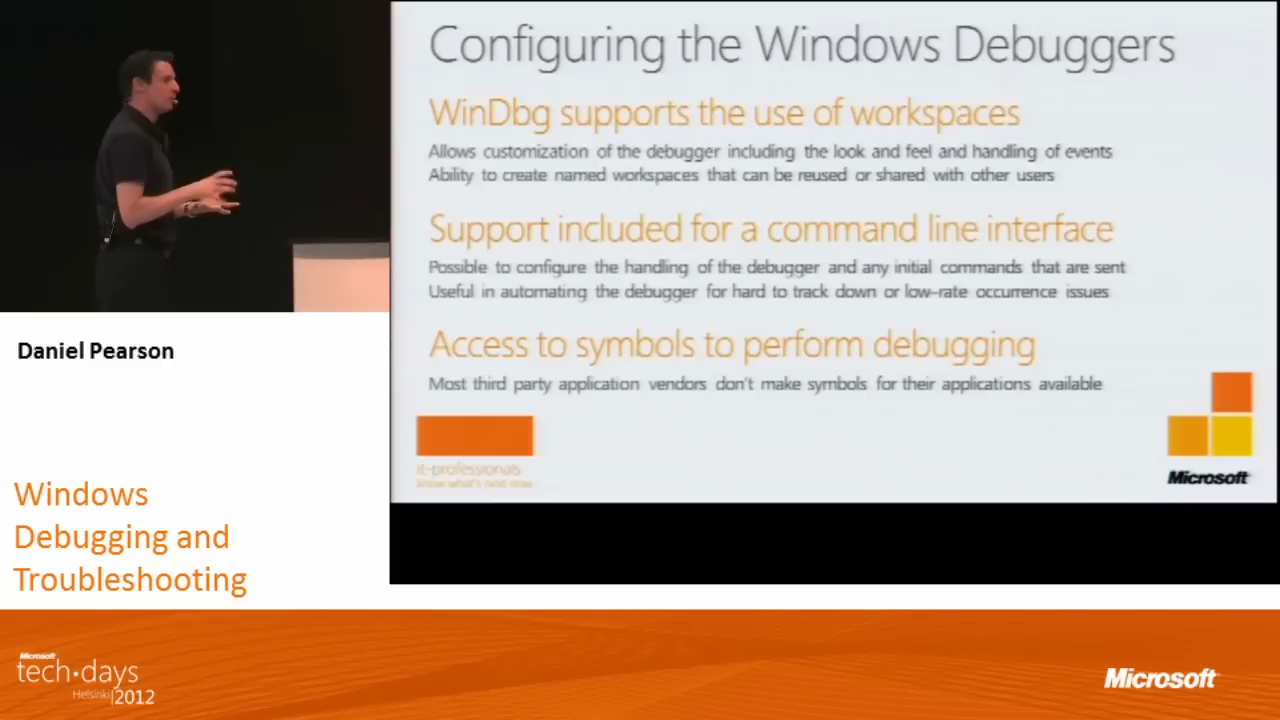 Configuring the Windows Debuggers
WinDbg supports the use of workspaces
Allows customization of the debugger including the look and feel and handling of events
Ability to create named workspaces that can be reused or shared with other users
Support included for a command line interface
Possible to configure the handling of the debugger and any initial commands that are sent
Useful in automating the debugger for hard to track down or low-rate occurrence issues
Access to symbols to perform debugging
Most third party application vendors don't make symbols for their applications available
it-professionals
know what's next now
Microsoft
Daniel Pearson
Windows
Debugging and
Troubleshooting
Microsoft
tech·days
Helsinki|2012
Microsoft